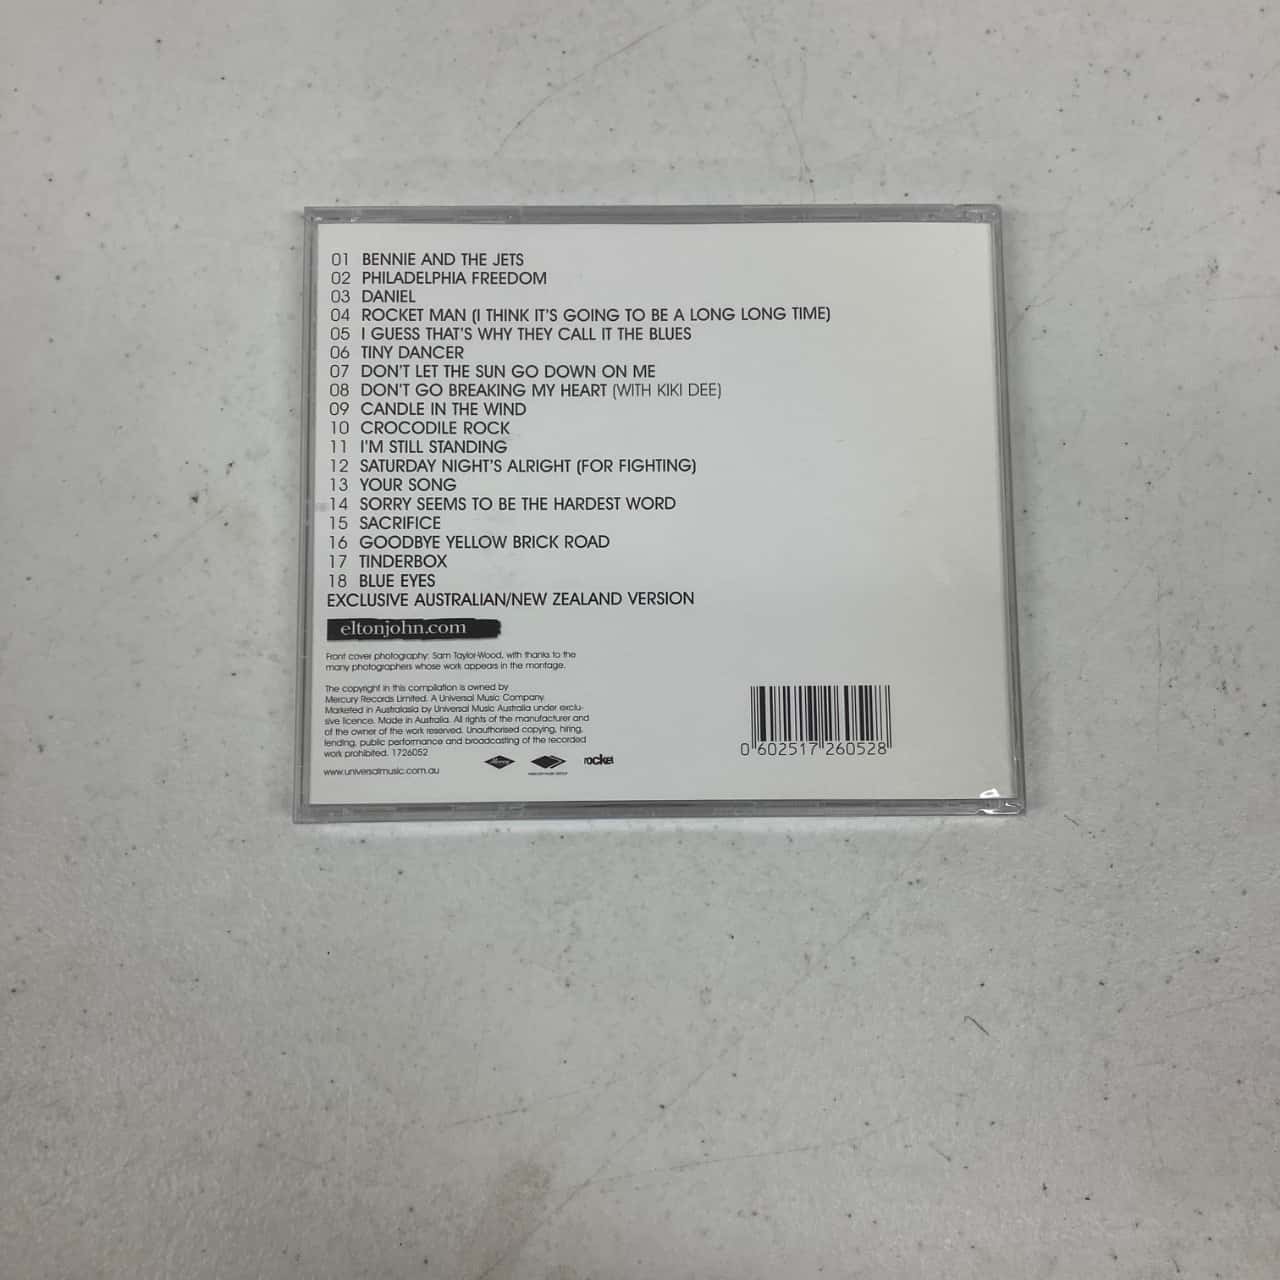 01 BENNIE AND THE JETS
02 PHILADELPHIA FREEDOM
03 DANIEL
04 ROCKET MAN (I THINK IT'S GOING TO BE A LONG LONG TIME)
05 I GUESS THAT'S WHY THEY CALL IT THE BLUES
06 TINY DANCER
07 DON'T LET THE SUN GO DOWN ON ME
08 DON'T GO BREAKING MY HEART (WITH KIKI DEE)
09 CANDLE IN THE WIND
10 CROCODILE ROCK
11 I'M STILL STANDING
12 SATURDAY NIGHT'S ALRIGHT (FOR FIGHTING)
13 YOUR SONG
14 SORRY SEEMS TO BE THE HARDEST WORD
15 SACRIFICE
16 GOODBYE YELLOW BRICK ROAD
17 TINDERBOX
18 BLUE EYES
EXCLUSIVE AUSTRALIAN/NEW ZEALAND VERSION
eltonjohn.com
Front cover photography: Sam Taylor-Wood, with thanks to the
many photographers whose work appears in the montage.
The copyright in this compilation is owned by
Mercury Records Limited. A Universal Music Company.
Marketed in Australasia by Universal Music Australia under exclu-
sive licence. Made in Australia. All rights of the manufacturer and
of the owner of the work reserved. Unauthorised copying, hiring,
lending, public performance and broadcasting of the recorded
work prohibited. 1726052
www.universalmusic.com.au
rocket
0 602517 260528